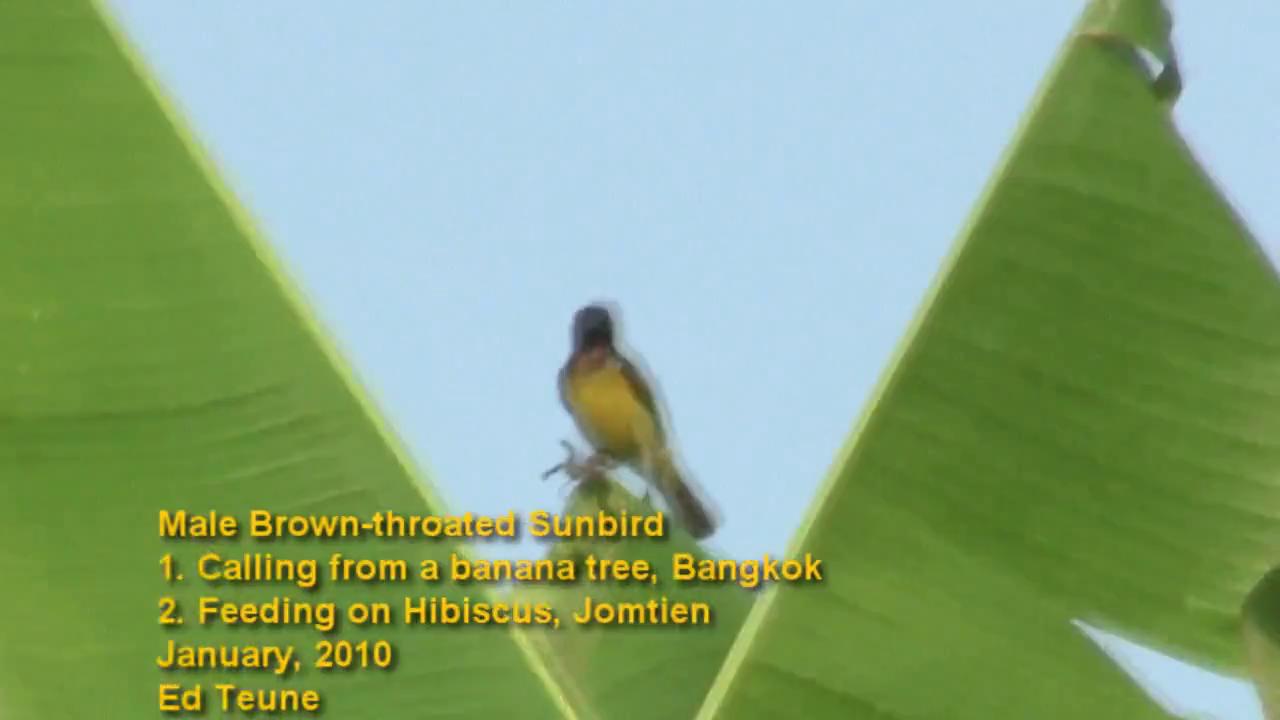 Male Brown-throated Sunbird
1. Calling from a banana tree, Bangkok
2. Feeding on Hibiscus, Jomtien
January, 2010
Ed Teune